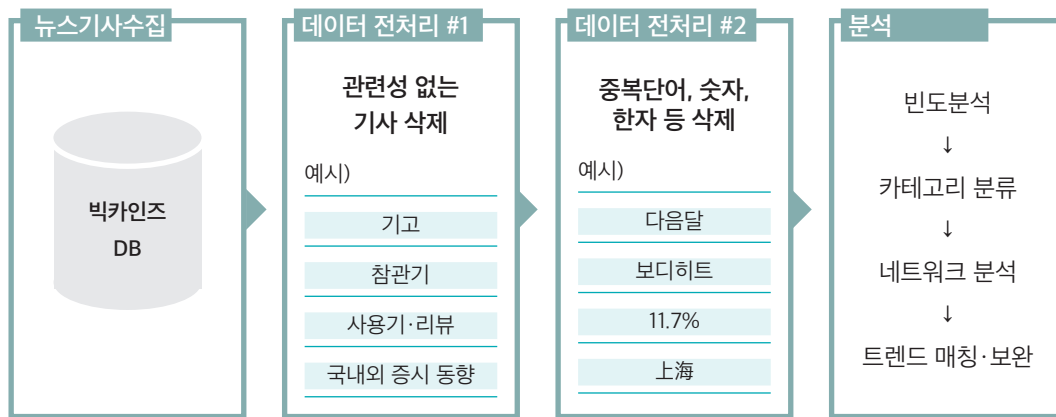 뉴스기사수집
빅카인즈
DB
데이터 전처리 #1
관련성 없는
기사 삭제
예시)
기고
참관기
사용기·리뷰
국내외 증시 동향
데이터 전처리 #2
중복단어, 숫자,
한자 등 삭제
예시)
다음달
보디히트
11.7%
上海
분석
빈도분석
↓
카테고리 분류
↓
네트워크 분석
↓
트렌드 매칭·보완